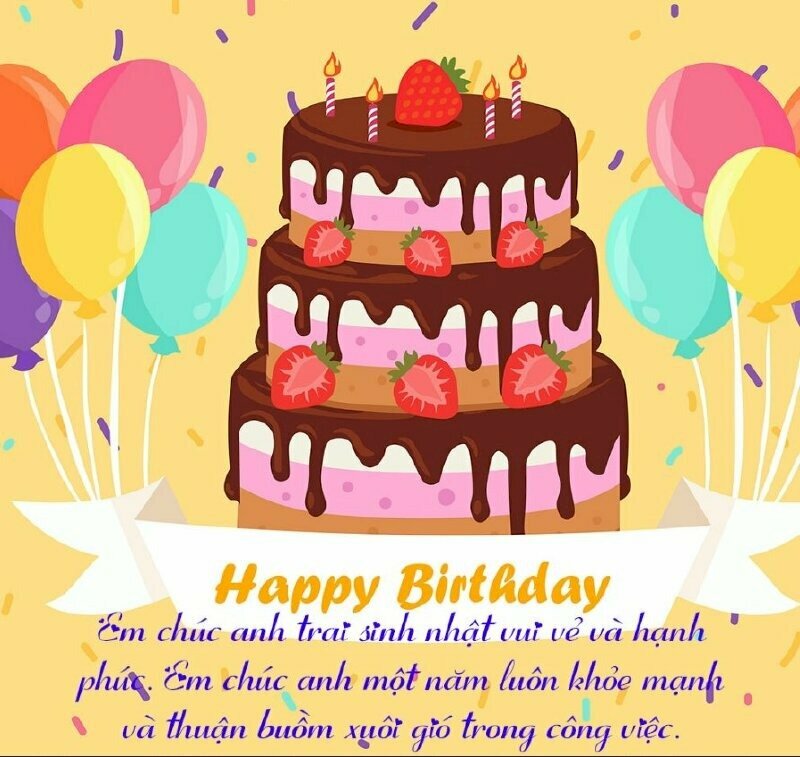 Happy Birthday
Em chúc anh trai sinh nhật vui vẻ và hạnh
phúc. Em chúc anh một năm luôn khỏe mạnh
và thuận buồm xuôi gió trong công việc.